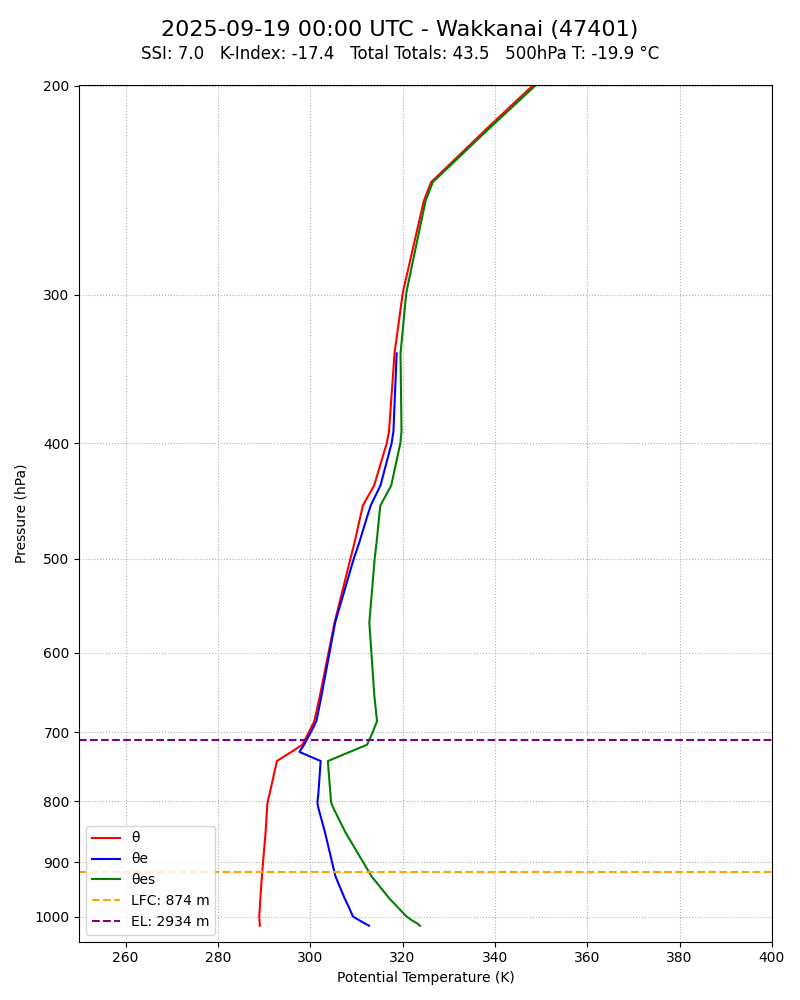 2025-09-19 00:00 UTC - Wakkanai (47401)
SSI: 7.0   K-Index: -17.4   Total Totals: 43.5   500hPa T: -19.9 °C
200
300
400
500
600
700
800
900
1000
Pressure (hPa)
θ
θe
θes
LFC: 874 m
EL: 2934 m
260 280 300 320 340 360 380 400
Potential Temperature (K)